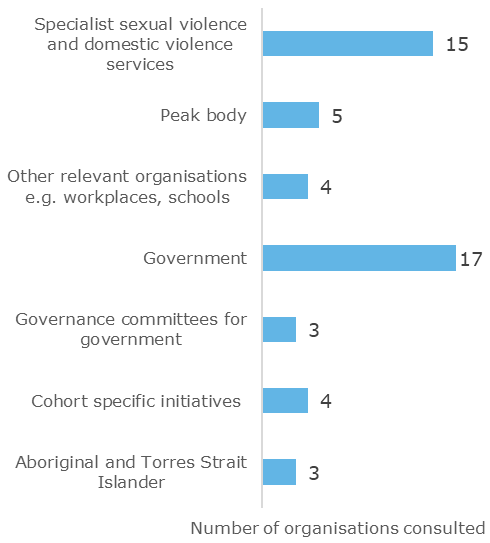 Specialist sexual violence
and domestic violence
services
15
Peak body
5
Other relevant organisations
e.g. workplaces, schools
4
Government
17
Governance committees for
government
3
Cohort specific initiatives
4
Aboriginal and Torres Strait
Islander
3
Number of organisations consulted